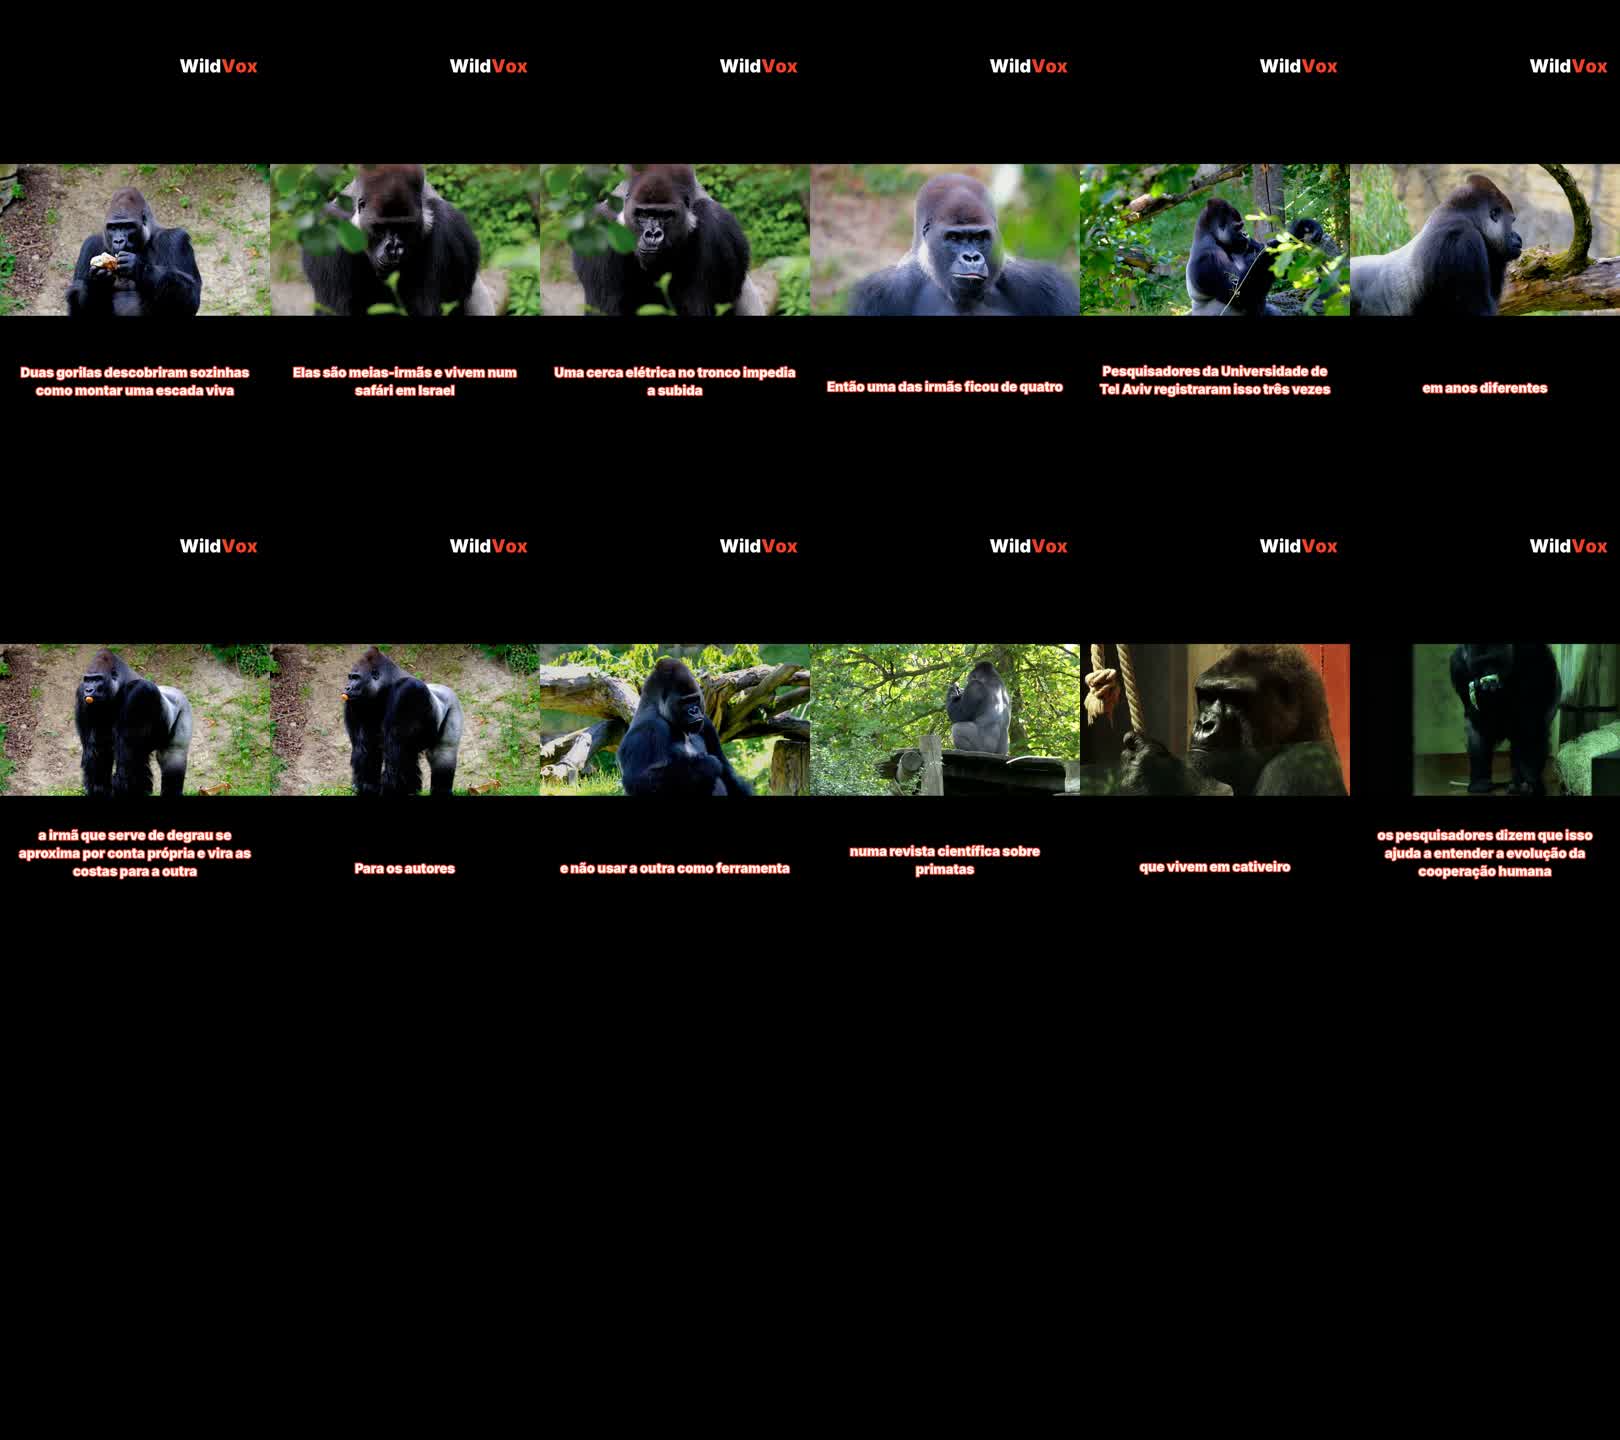 WildVox
WildVox
WildVox
WildVox
WildVox
WildVox
Duas gorilas descobriram sozinhas
como montar uma escada viva
Elas são meias-irmãs e vivem num
safári em Israel
Uma cerca elétrica no tronco impedia
a subida
Então uma das irmãs ficou de quatro
Pesquisadores da Universidade de
Tel Aviv registraram isso três vezes
em anos diferentes
WildVox
WildVox
WildVox
WildVox
WildVox
WildVox
a irmã que serve de degrau se
aproxima por conta própria e vira as
costas para a outra
Para os autores
e não usar a outra como ferramenta
numa revista científica sobre
primatas
que vivem em cativeiro
os pesquisadores dizem que isso
ajuda a entender a evolução da
cooperação humana